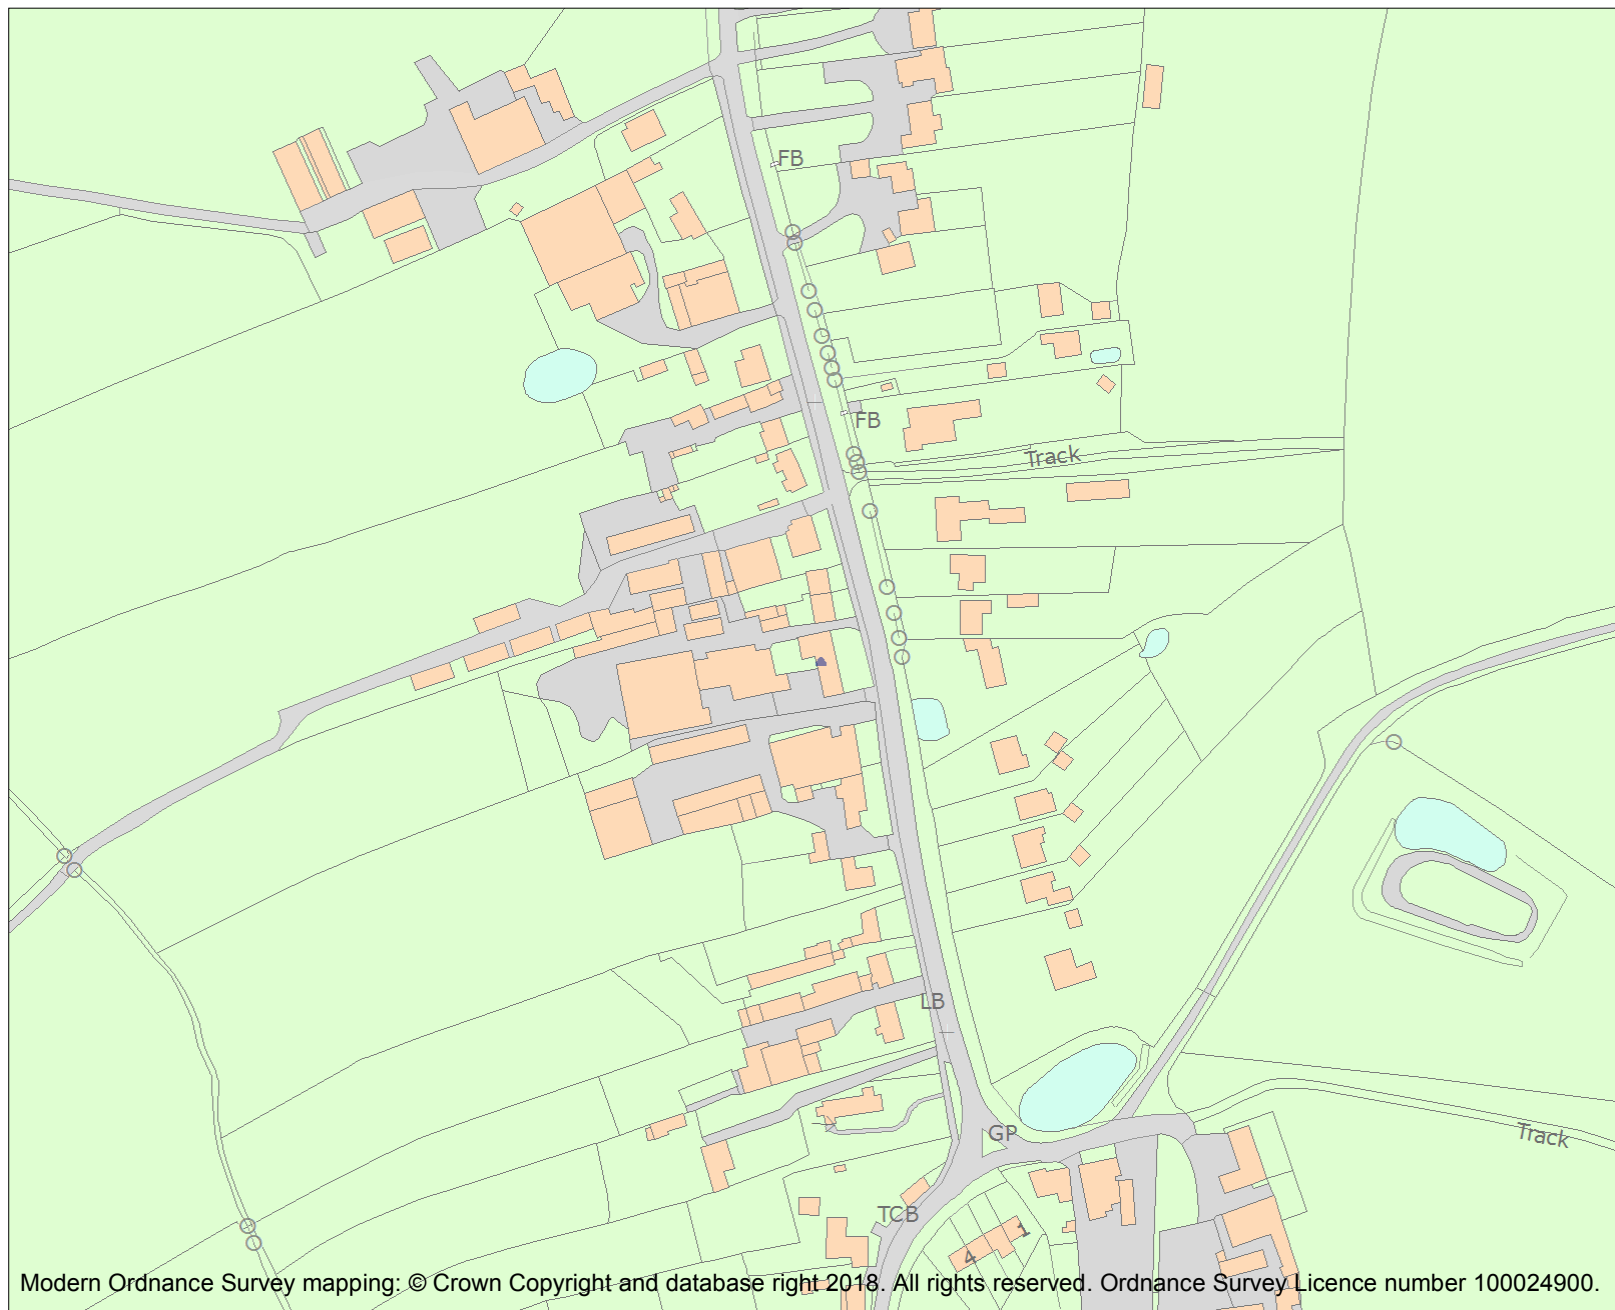 FB
FB
Track
LB
GP
Track
TCB
1
4
Modern Ordnance Survey mapping: © Crown Copyright and database right 2018. All rights reserved. Ordnance Survey Licence number 100024900.